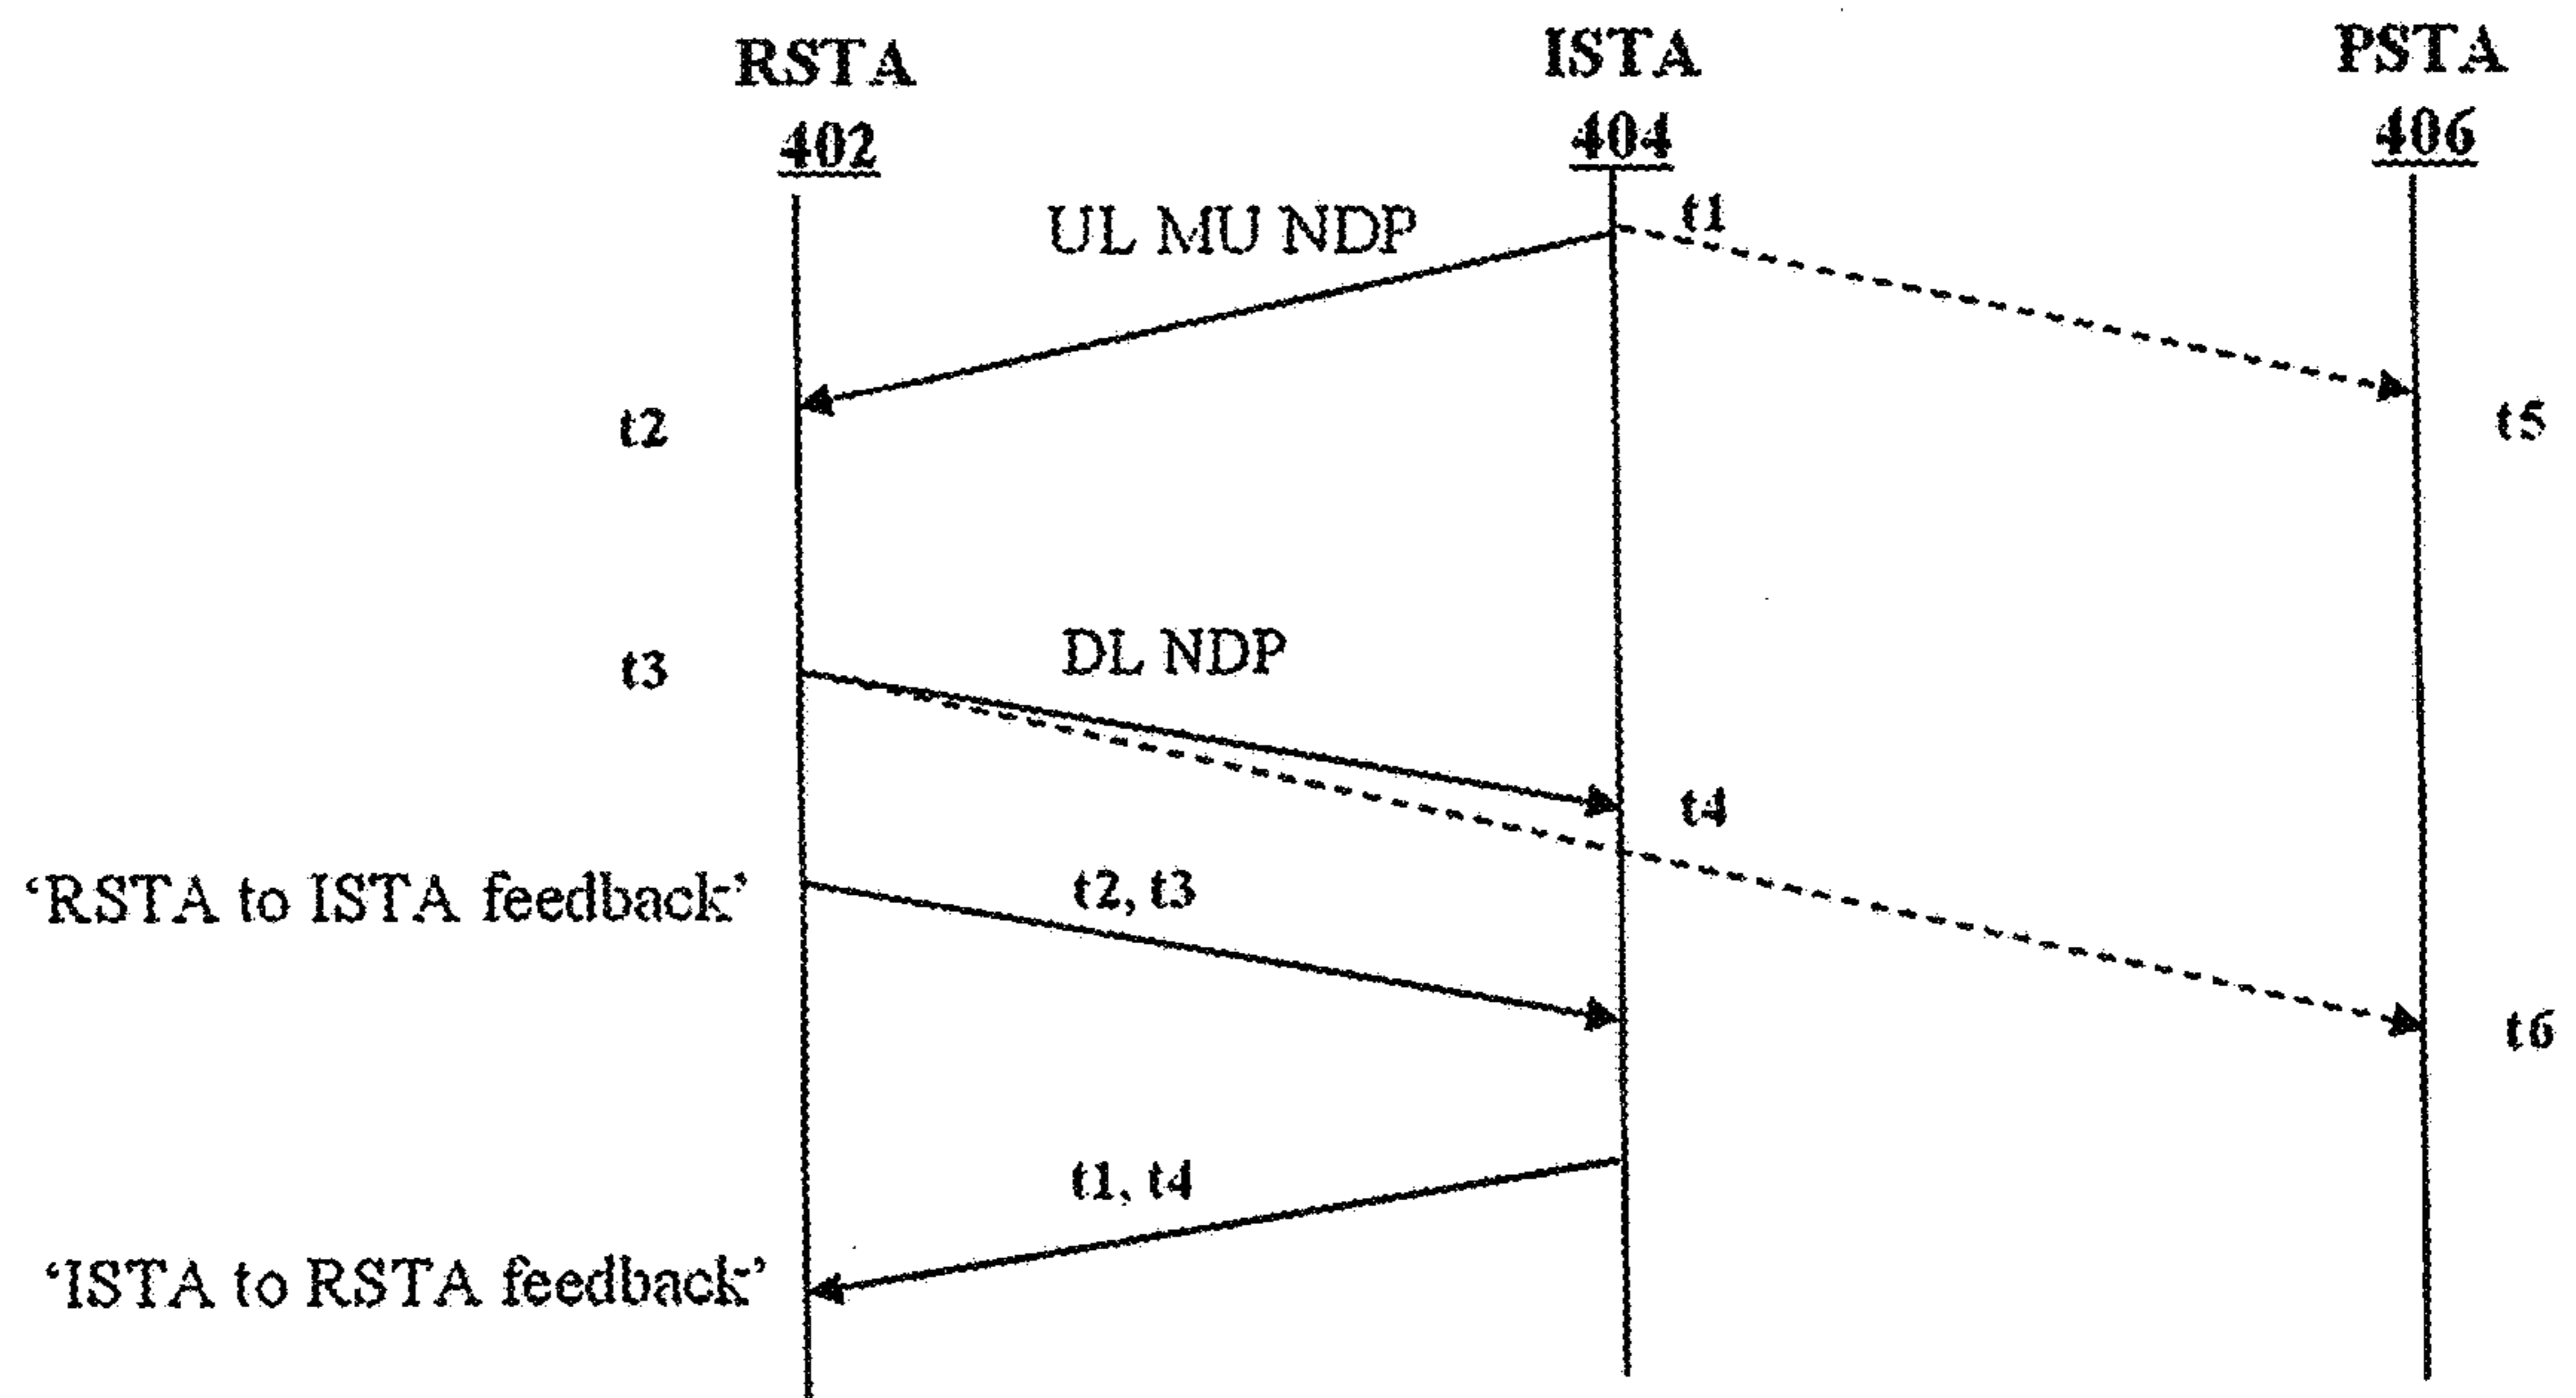 RSTA
402
ISTA
404
PSTA
406
UL MU NDP
t1
t2
t5
t3
DL NDP
t4
‘RSTA to ISTA feedback’
t2, t3
t6
t1, t4
‘ISTA to RSTA feedback’